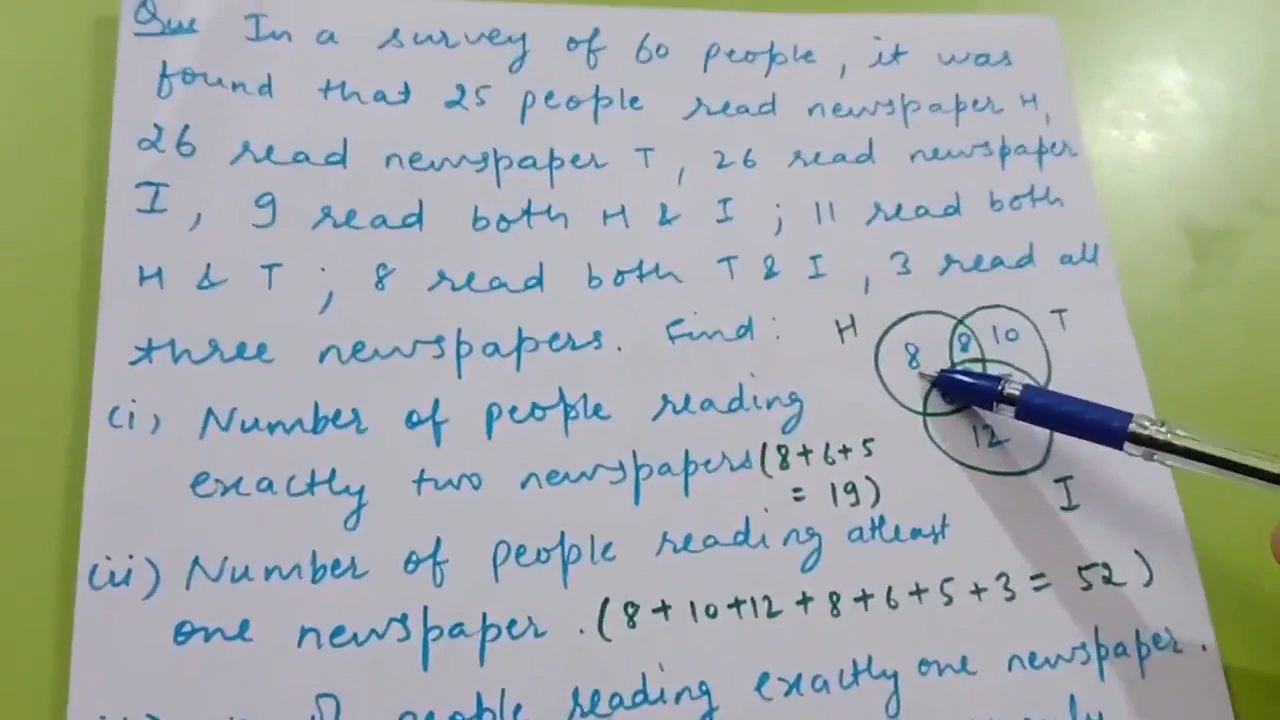 Que In a survey of 60 people, it was
found that 25 people read newspaper H,
26 read newspaper T, 26 read newspaper
I, 9 read both H & I ; 11 read both
H & T ; 8 read both T & I , 3 read all
three newspapers. Find :
H T
8 8 10
12
I
(i) Number of people reading
exactly two newspapers (8+6+5
= 19)
(ii) Number of people reading atleast
one newspaper . (8+10+12+8+6+5+3 = 52)
people reading exactly one newspaper.